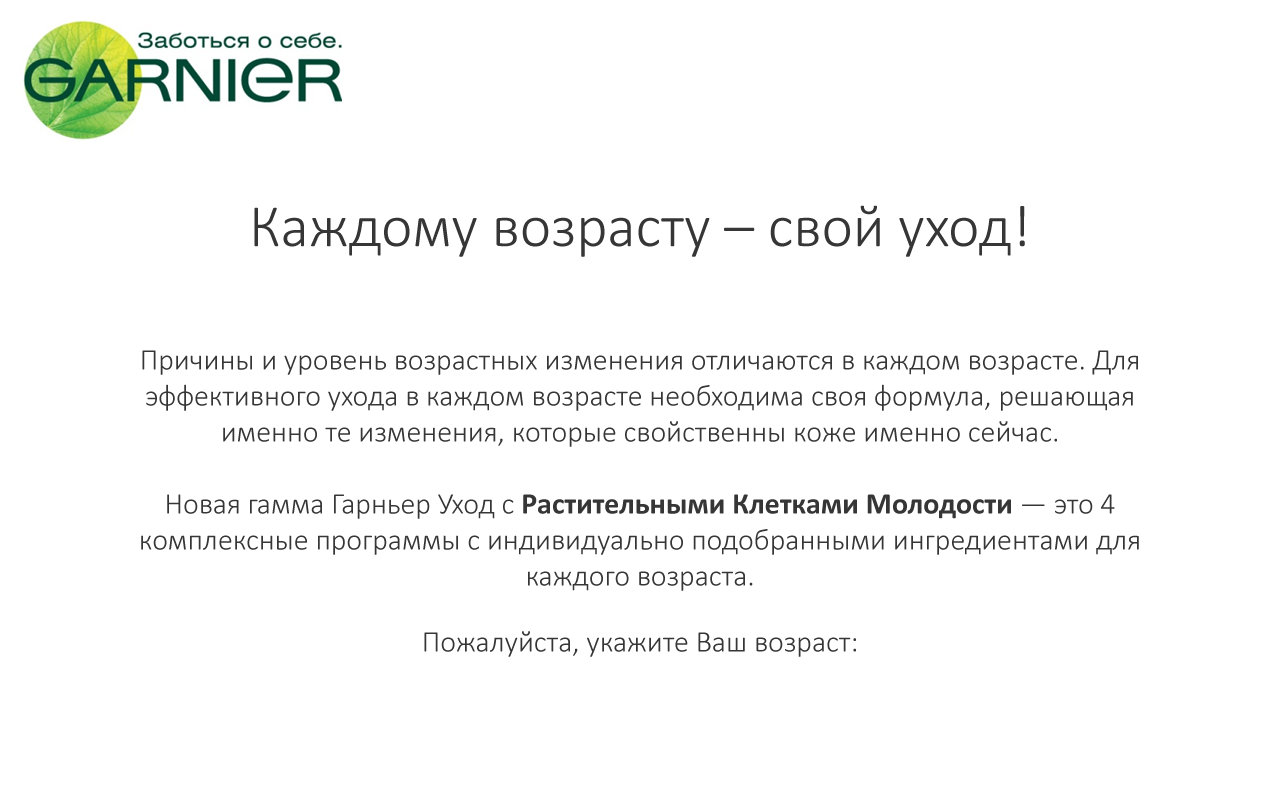 Заботься о себе.
GARNIER
Каждому возрасту – свой уход!
Причины и уровень возрастных изменения отличаются в каждом возрасте. Для
эффективного ухода в каждом возрасте необходима своя формула, решающая
именно те изменения, которые свойственны коже именно сейчас.
Новая гамма Гарньер Уход с Растительными Клетками Молодости — это 4
комплексные программы с индивидуально подобранными ингредиентами для
каждого возраста.
Пожалуйста, укажите Ваш возраст: